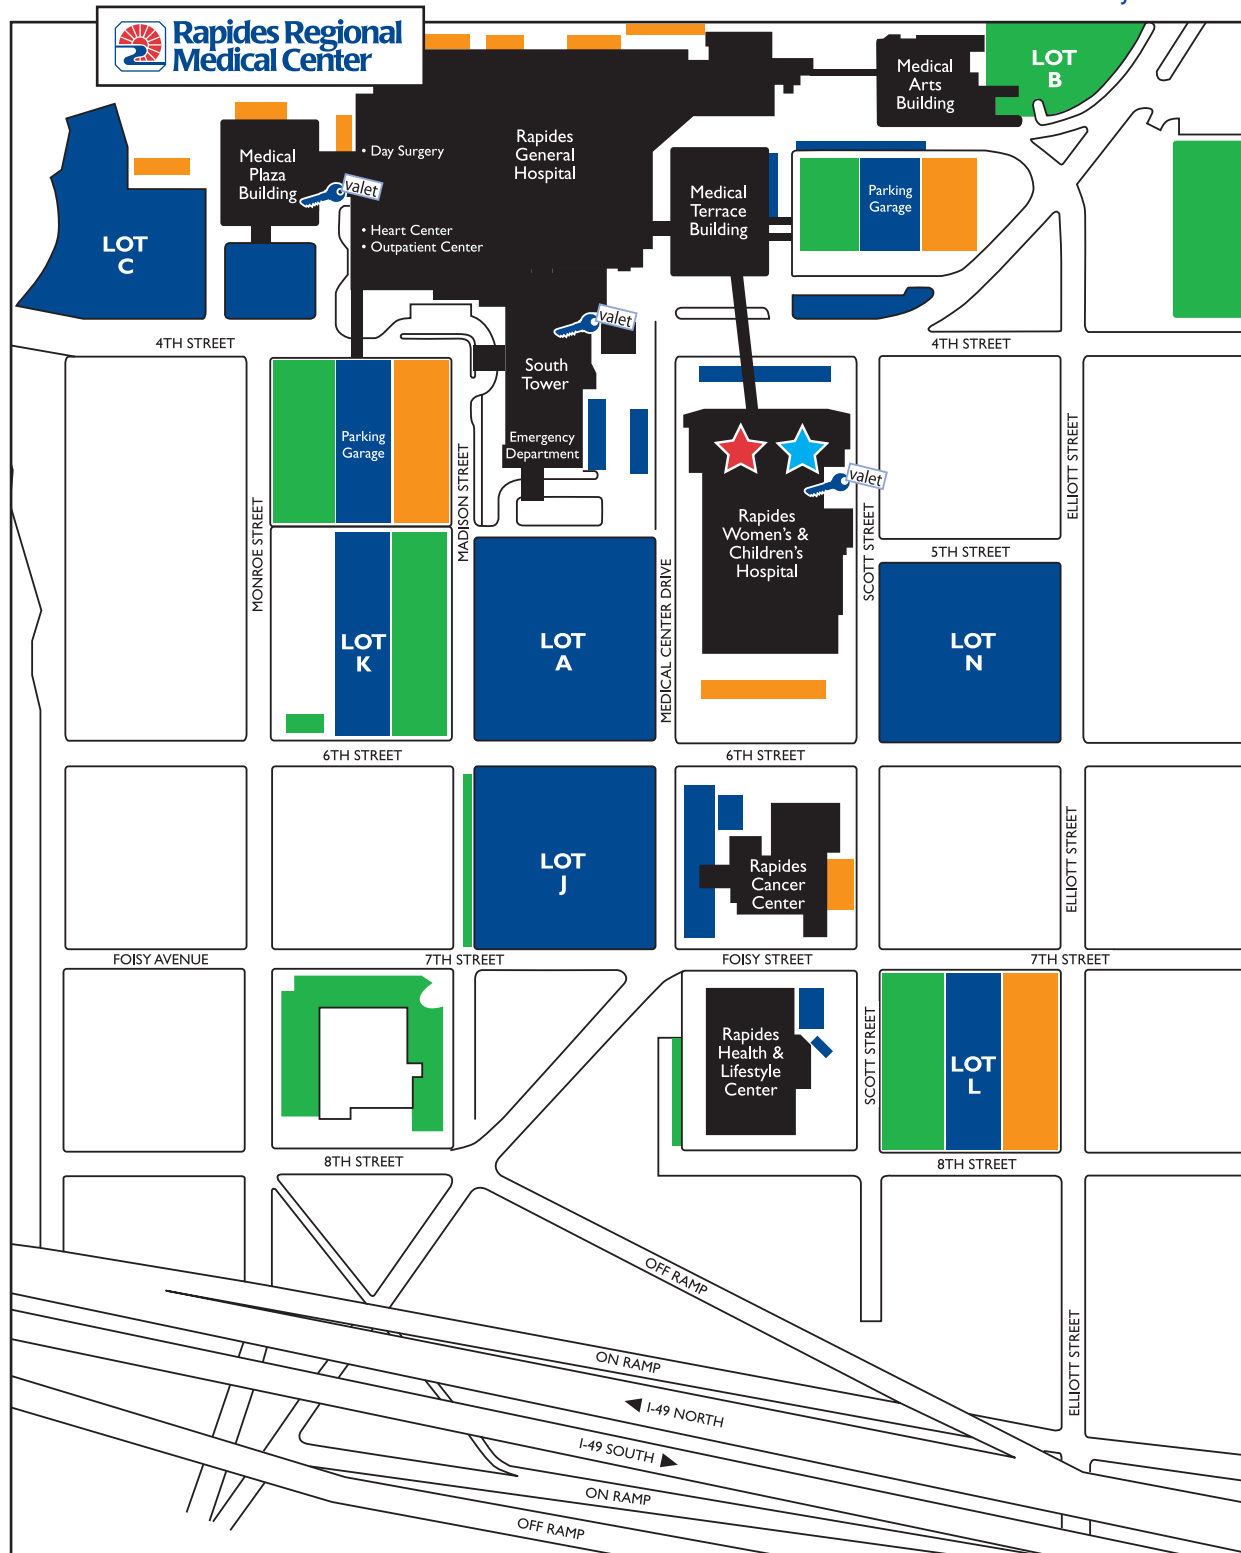 Rapides Regional
Medical Center
LOT
B
Medical
Arts
Building
Rapides
General
Hospital
• Day Surgery
Medical
Plaza
Building
valet
Medical
Terrace
Building
Parking
Garage
LOT
C
• Heart Center
• Outpatient Center
valet
4TH STREET
4TH STREET
South
Tower
Parking
Garage
Emergency
Department
MADISON STREET
MONROE STREET
ELLIOTT STREET
valet
Rapides
Women's &
Children's
Hospital
SCOTT STREET
5TH STREET
MEDICAL CENTER DRIVE
LOT
K
LOT
A
LOT
N
6TH STREET
6TH STREET
LOT
J
Rapides
Cancer
Center
ELLIOTT STREET
FOISY AVENUE
7TH STREET
FOISY STREET
7TH STREET
Rapides
Health &
Lifestyle
Center
SCOTT STREET
LOT
L
8TH STREET
8TH STREET
OFF RAMP
ELLIOTT STREET
ON RAMP
I-49 NORTH
I-49 SOUTH
ON RAMP
OFF RAMP